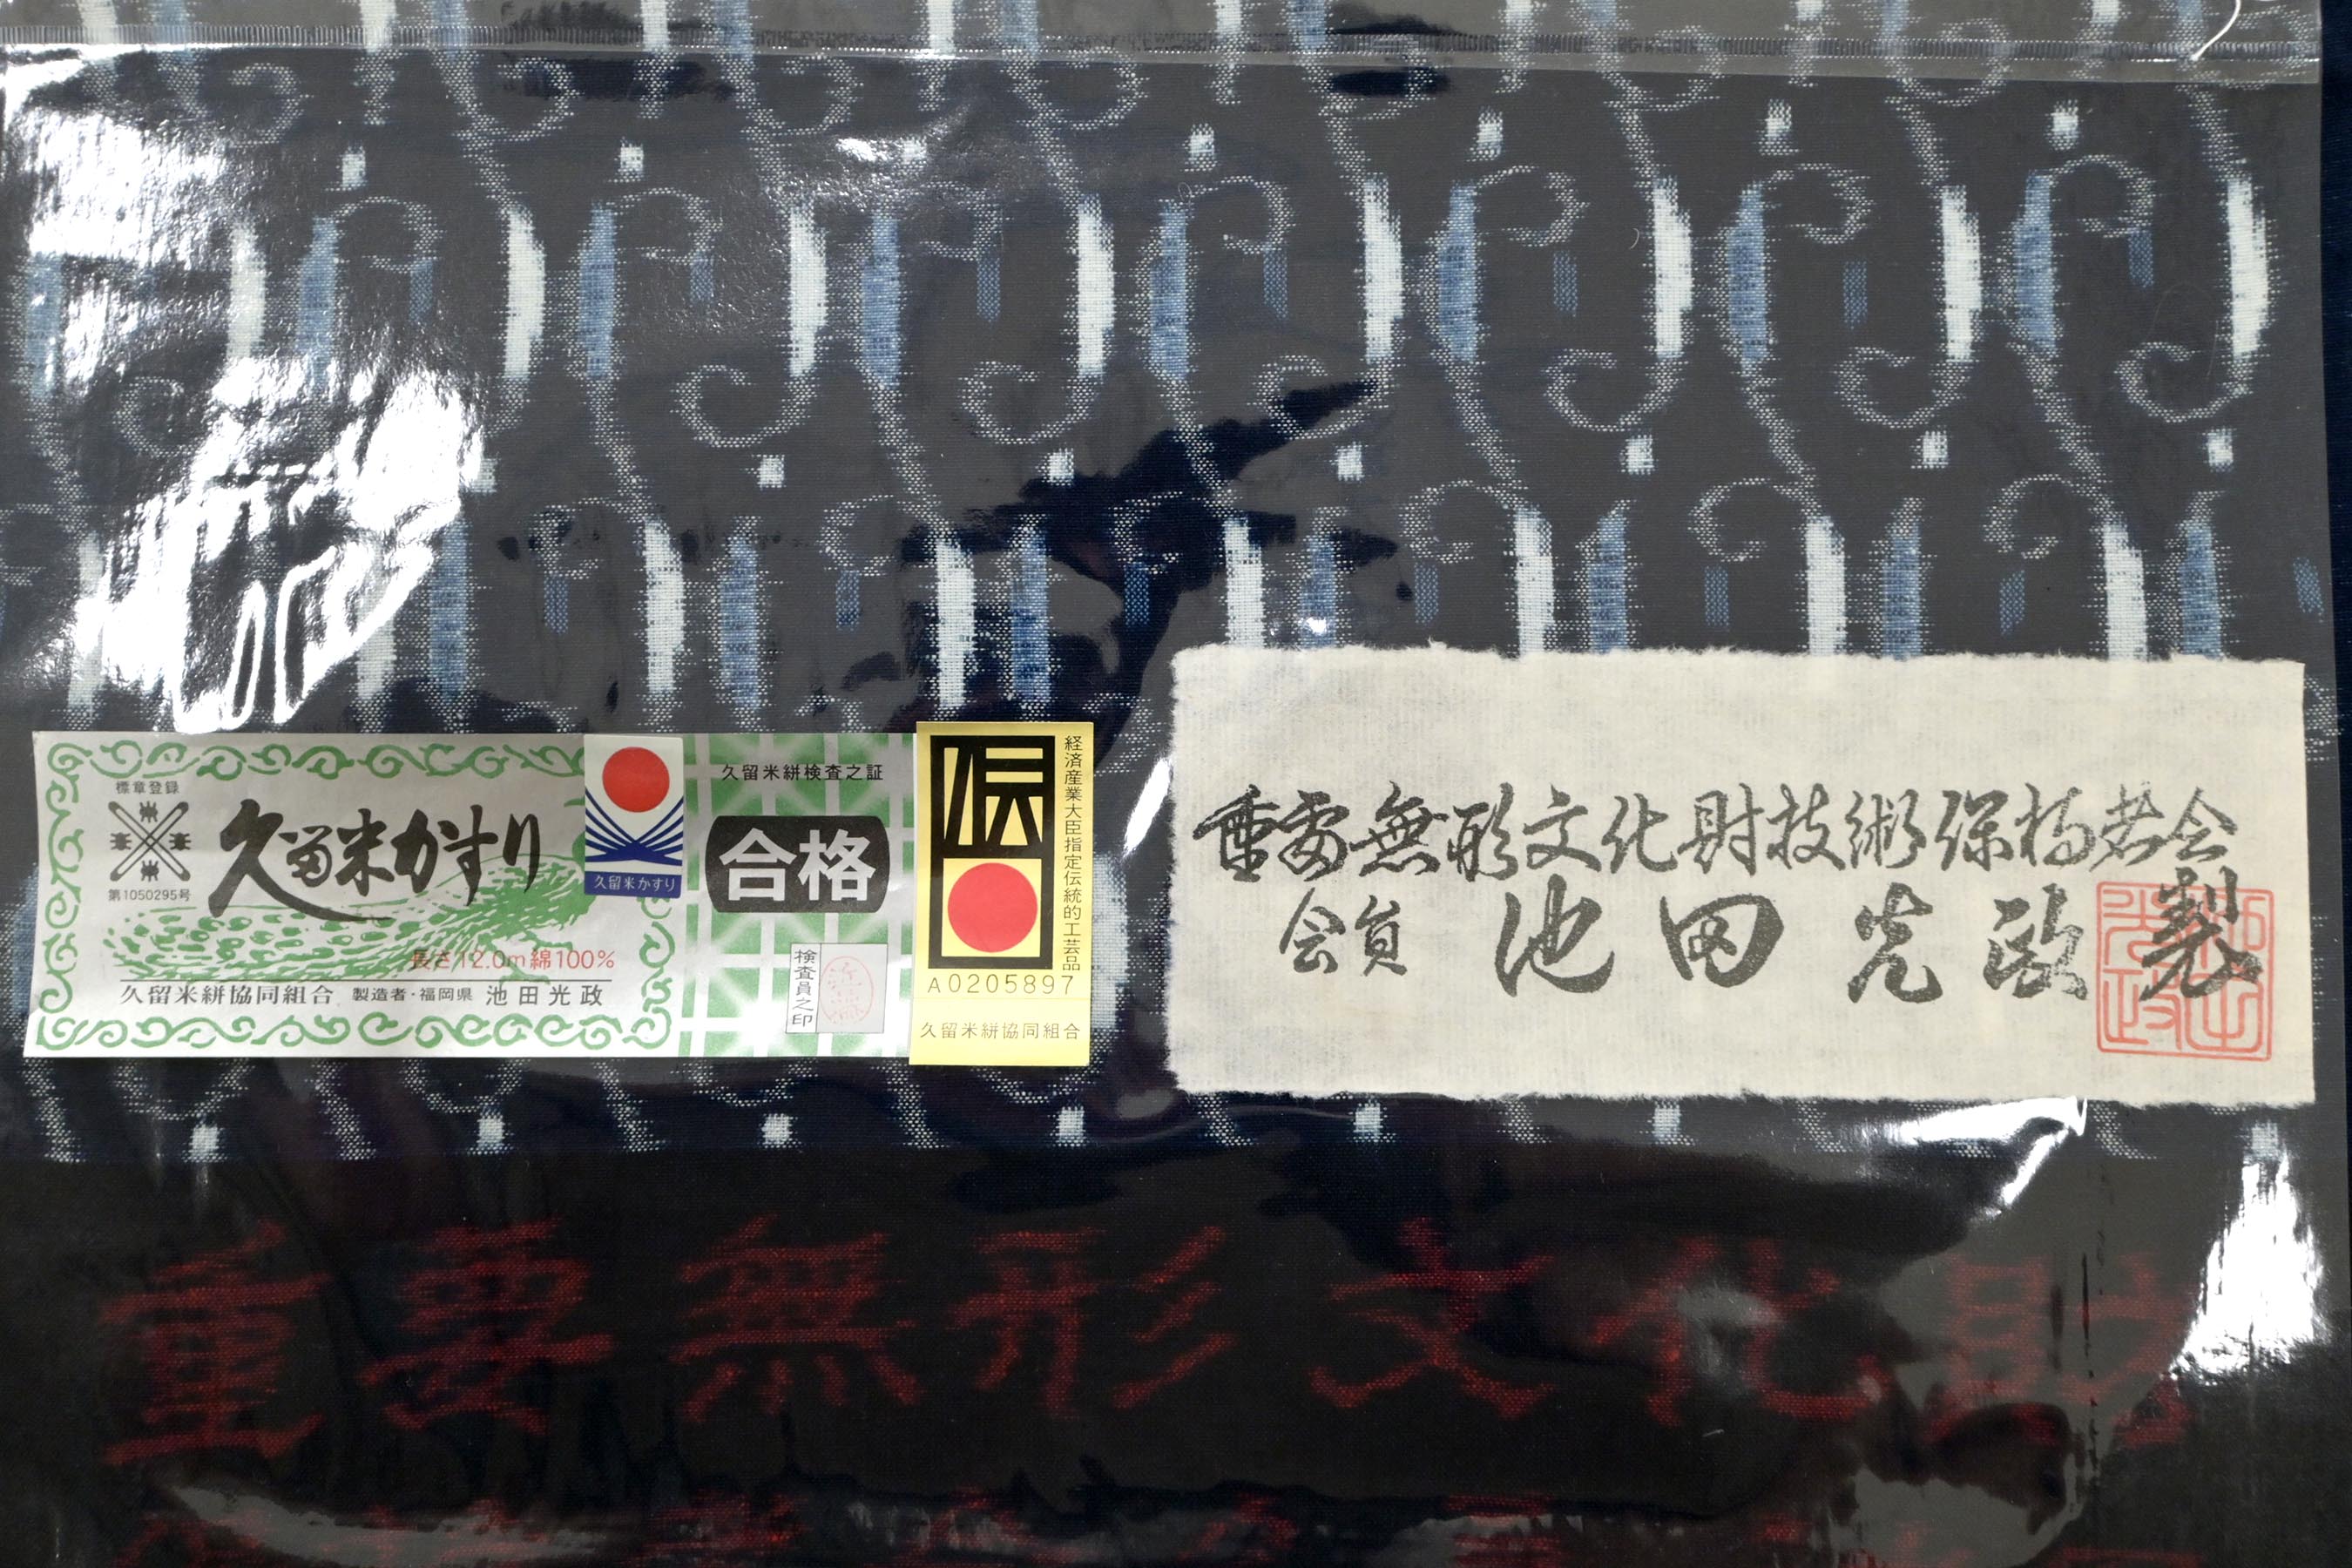 標章登録
第1050295号
久留米かすり
長さ12.0m綿100%
久留米絣協同組合 製造者・福岡県 池田光政
久留米かすり
久留米絣検査之証
合格
検査員之印
伝
経済産業大臣指定伝統的工芸品
A0205897
久留米絣協同組合
重要無形文化財技術保持者会
会員 池田光政製
重要無形文化財